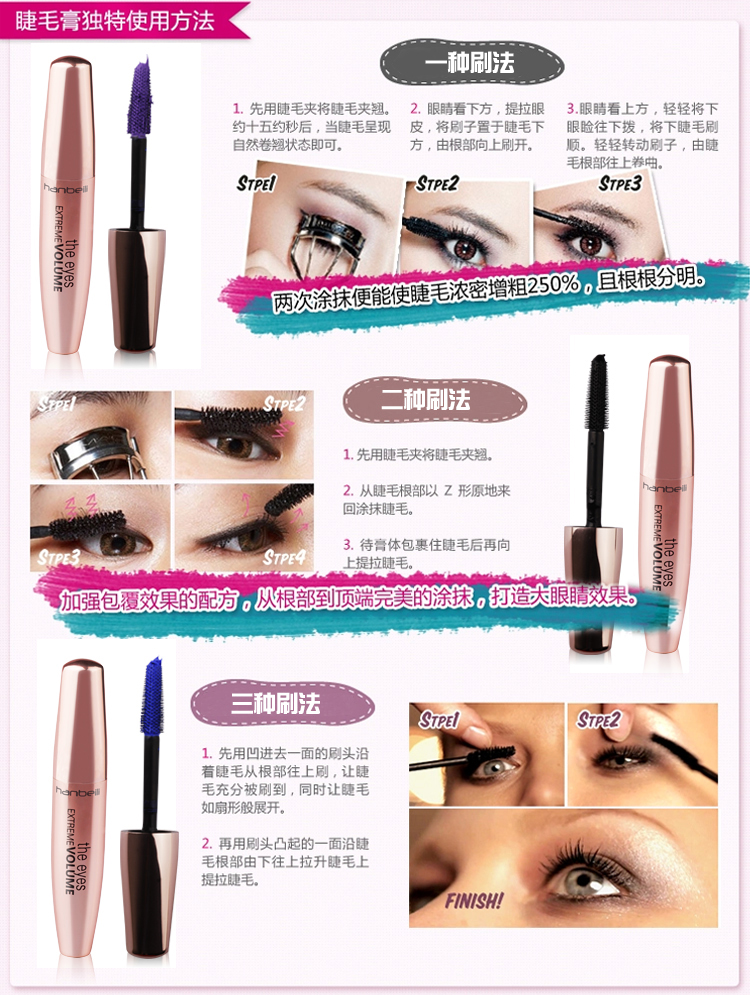 睫毛膏独特使用方法
一种刷法
1. 先用睫毛夹将睫毛夹翘。
约十五约秒后，当睫毛呈现
自然卷翘状态即可。
2. 眼睛看下方，提拉眼
皮，将刷子置于睫毛下
方，由根部向上刷开。
3.眼睛看上方，轻轻将下
眼睑往下拨，将下睫毛刷
顺。轻轻转动刷子，由睫
毛根部往上卷曲。
STPE1
STPE2
STPE3
hanbeili
the eyes
EXTREME VOLUME
两次涂抹便能使睫毛浓密增粗250%，且根根分明。
STPE1
STPE2
STPE3
STPE4
二种刷法
1. 先用睫毛夹将睫毛夹翘。
2. 从睫毛根部以 Z 形原地来
回涂抹睫毛。
3. 待膏体包裹住睫毛后再向
上提拉睫毛。
hanbeili
the eyes
EXTREME VOLUME
加强包覆效果的配方，从根部到顶端完美的涂抹，打造大眼睛效果。
三种刷法
1. 先用凹进去一面的刷头沿
着睫毛从根部往上刷，让睫
毛充分被刷到，同时让睫毛
如扇形般展开。
2. 再用刷头凸起的一面沿睫
毛根部由下往上拉升睫毛上
提拉睫毛。
hanbeili
the eyes
EXTREME VOLUME
STPE1
STPE2
FINISH!